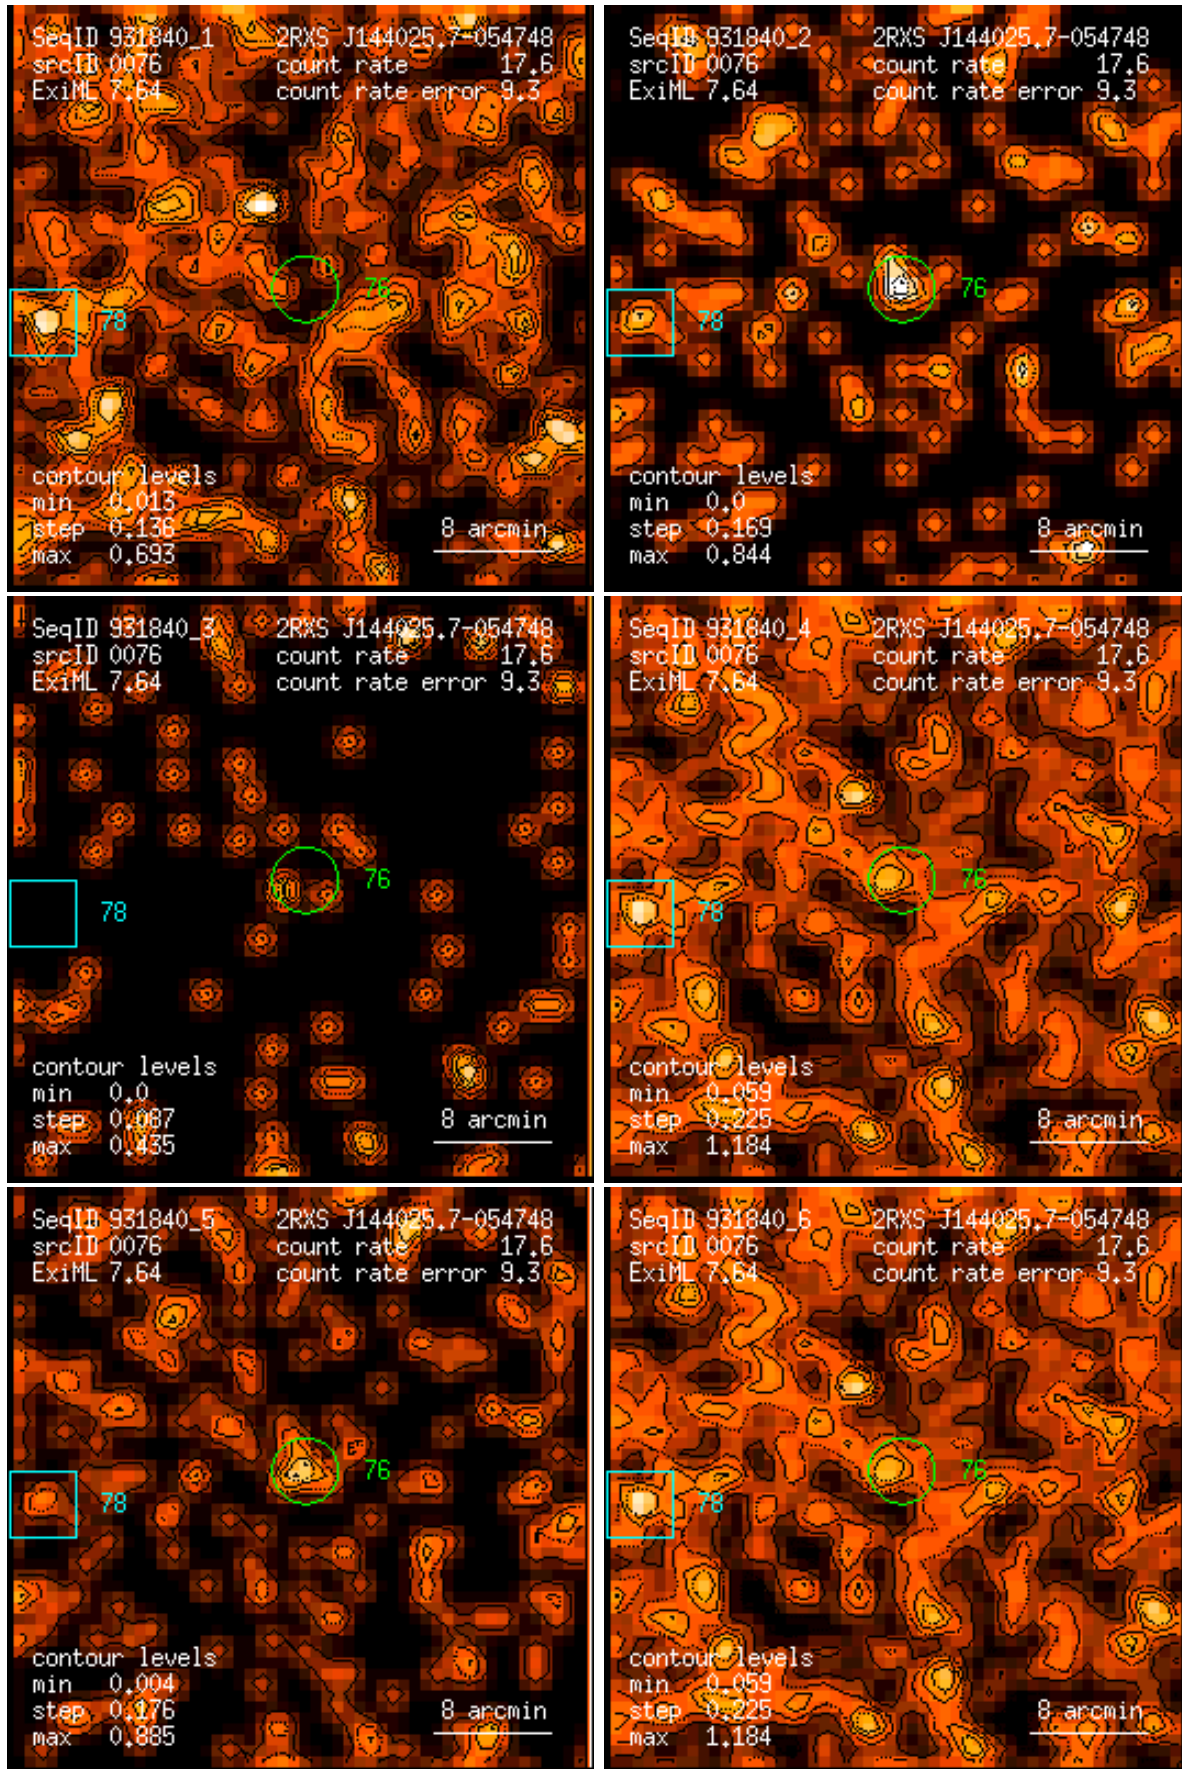 SeqID 931840_1 2RXS J144025.7-054748
srcID 0076 count rate 17.6
ExiML 7.64 count rate error 9.3
76
78
contour levels
min 0.013
step 0.136 8 arcmin
max 0.693
SeqID 931840_2 2RXS J144025.7-054748
srcID 0076 count rate 17.6
ExiML 7.64 count rate error 9.3
76
78
contour levels
min 0.0
step 0.169 8 arcmin
max 0.844
SeqID 931840_3 2RXS J144025.7-054748
srcID 0076 count rate 17.6
ExiML 7.64 count rate error 9.3
76
78
contour levels
min 0.0
step 0.087 8 arcmin
max 0.435
SeqID 931840_4 2RXS J144025.7-054748
srcID 0076 count rate 17.6
ExiML 7.64 count rate error 9.3
76
78
contour levels
min 0.059
step 0.225 8 arcmin
max 1.184
SeqID 931840_5 2RXS J144025.7-054748
srcID 0076 count rate 17.6
ExiML 7.64 count rate error 9.3
76
78
contour levels
min 0.004
step 0.176 8 arcmin
max 0.885
SeqID 931840_6 2RXS J144025.7-054748
srcID 0076 count rate 17.6
ExiML 7.64 count rate error 9.3
76
78
contour levels
min 0.059
step 0.225 8 arcmin
max 1.184